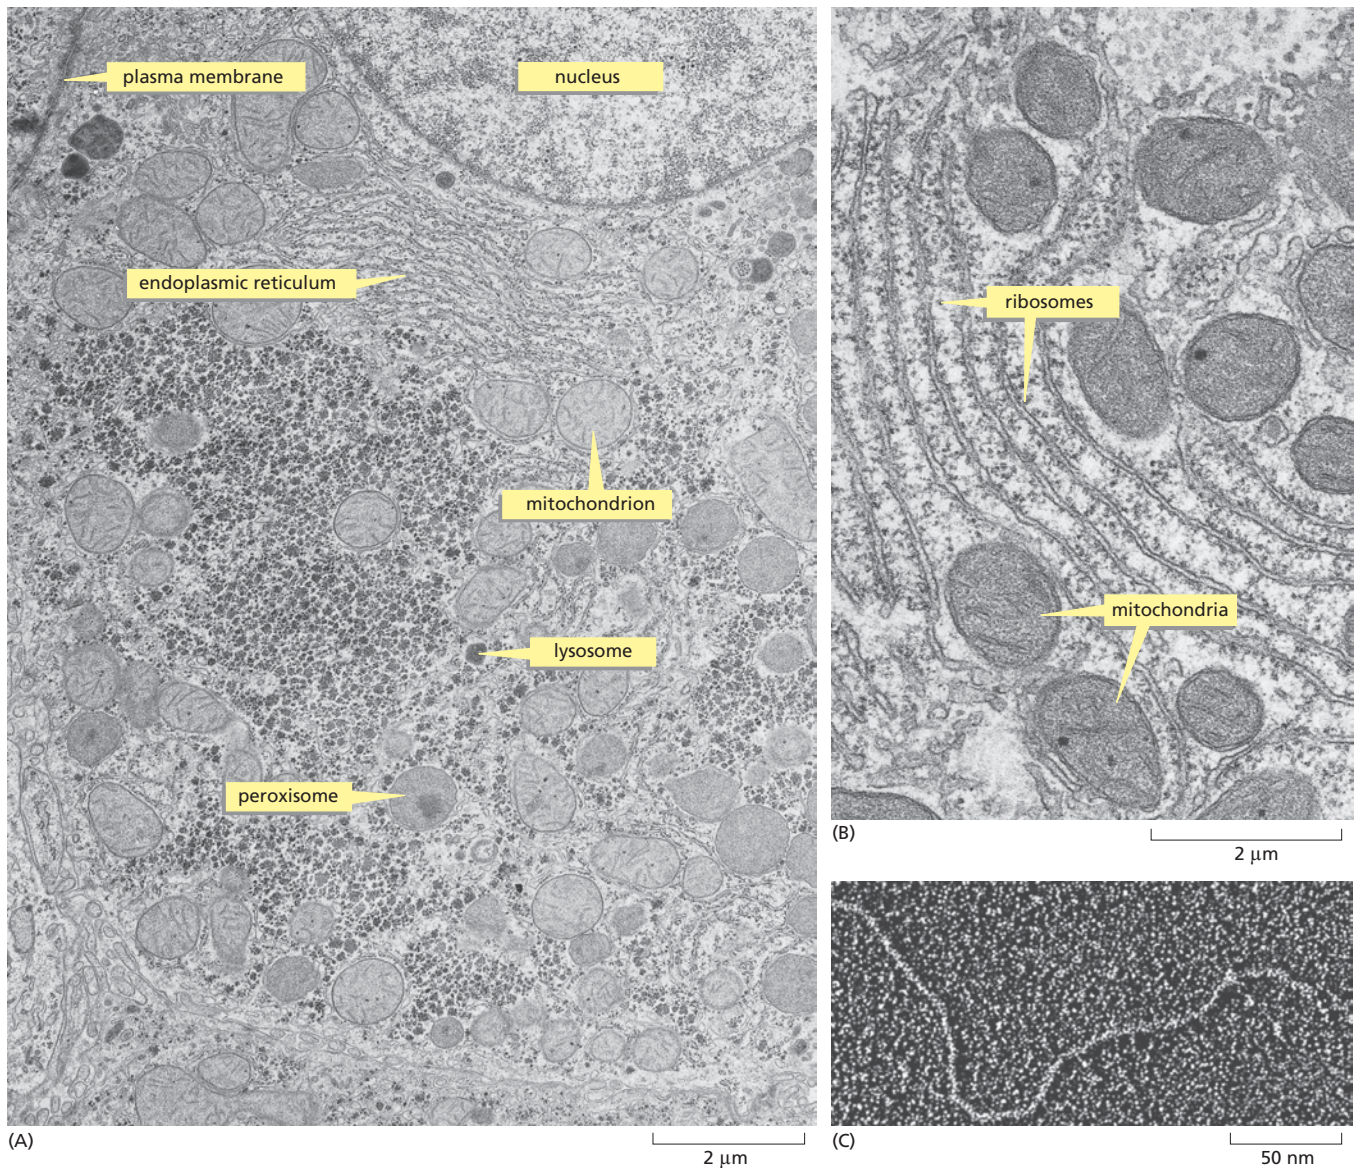 plasma membrane
nucleus
endoplasmic reticulum
mitochondrion
lysosome
peroxisome
(A)
2 μm
ribosomes
mitochondria
(B)
2 μm
(C)
50 nm